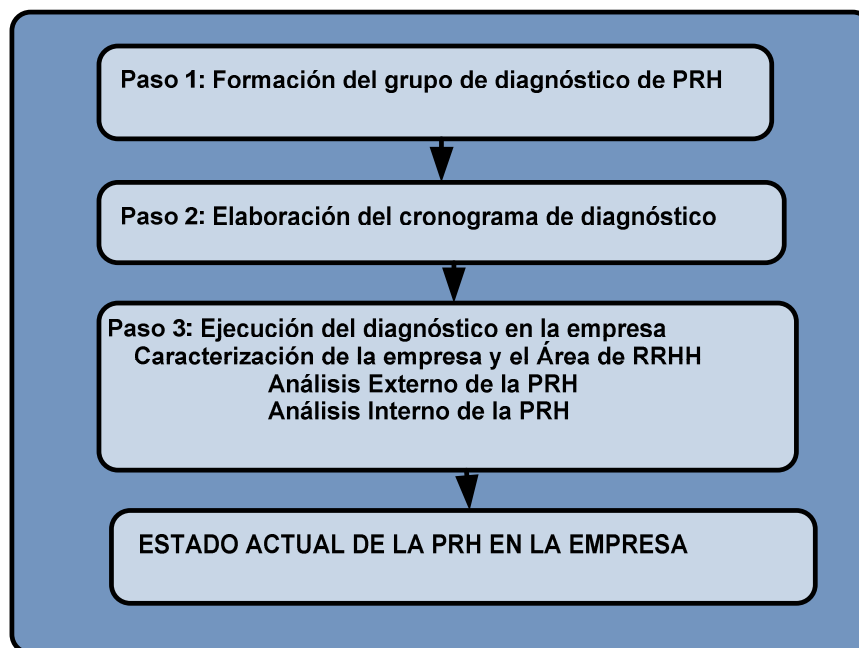 Paso 1: Formación del grupo de diagnóstico de PRH
Paso 2: Elaboración del cronograma de diagnóstico
Paso 3: Ejecución del diagnóstico en la empresa
Caracterización de la empresa y el Área de RRHH
Análisis Externo de la PRH
Análisis Interno de la PRH
ESTADO ACTUAL DE LA PRH EN LA EMPRESA